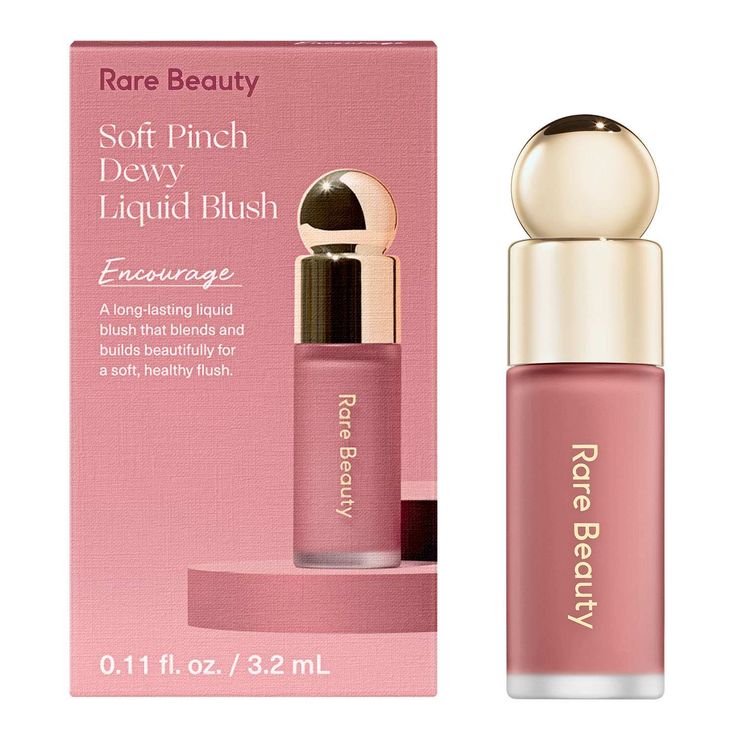 Encourage
Rare Beauty
Soft Pinch
Dewy
Liquid Blush
Encourage
A long-lasting liquid
blush that blends and
builds beautifully for
a soft, healthy flush.
Rare Beauty
0.11 fl. oz. / 3.2 mL
Rare Beauty